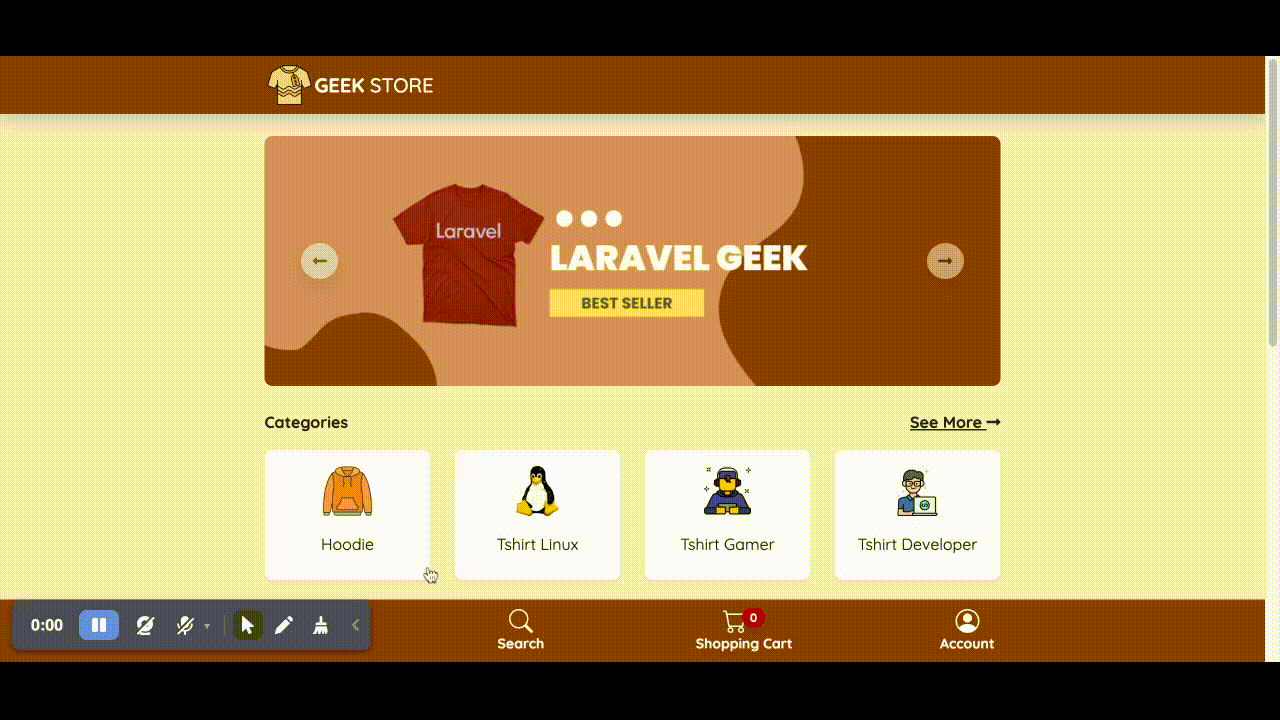 GEEK STORE
Laravel
LARAVEL GEEK
BEST SELLER
Categories
See More
Hoodie
Tshirt Linux
Tshirt Gamer
Tshirt Developer
0:00
Search
0
Shopping Cart
Account